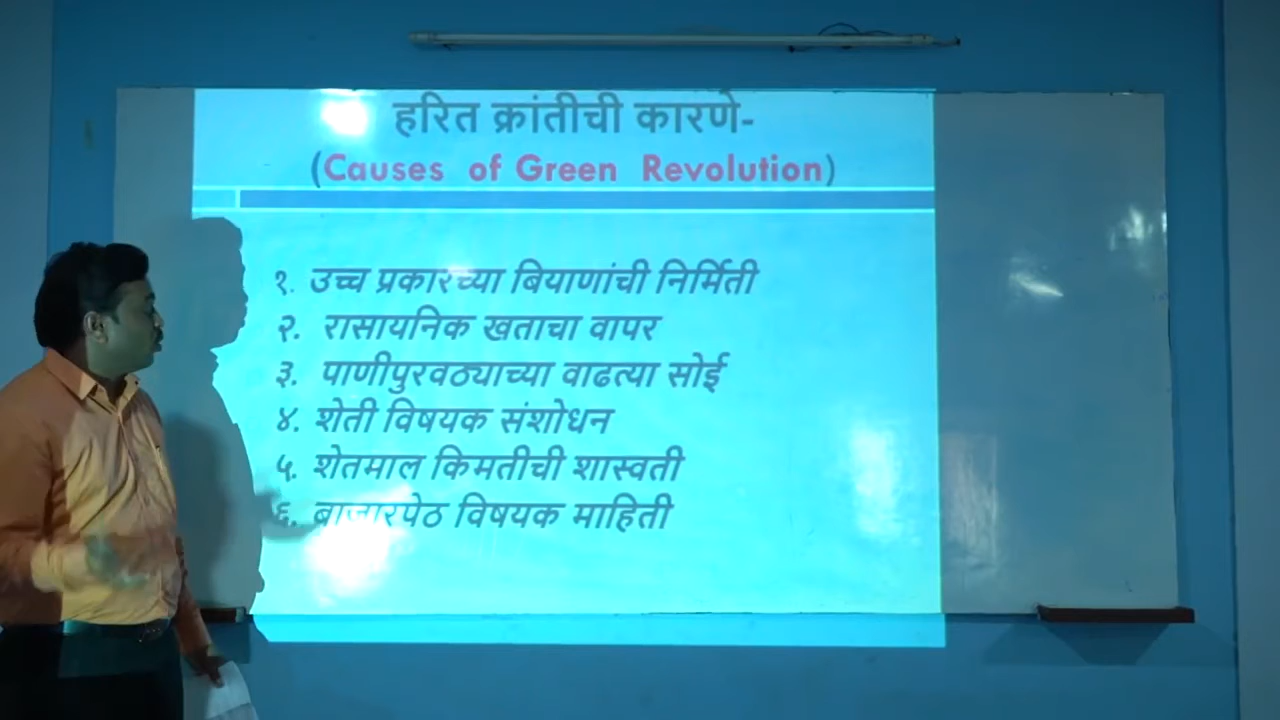 हरित क्रांतीची कारणे-
(Causes of Green Revolution)
१. उच्च प्रकारच्या बियाणांची निर्मिती
२. रासायनिक खताचा वापर
३. पाणीपुरवठ्याच्या वाढत्या सोई
४. शेती विषयक संशोधन
५. शेतमाल किमतीची शास्वती
६. बाजारपेठ विषयक माहिती